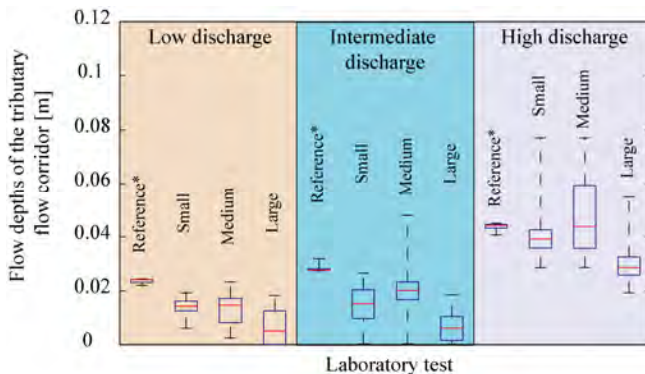 Low discharge
Intermediate
discharge
High discharge
Flow depths of the tributary
flow corridor [m]
0.12
0.1
0.08
0.06
0.04
0.02
0
Reference*
Small
Medium
Large
Reference*
Small
Medium
Large
Reference*
Small
Medium
Large
Laboratory test